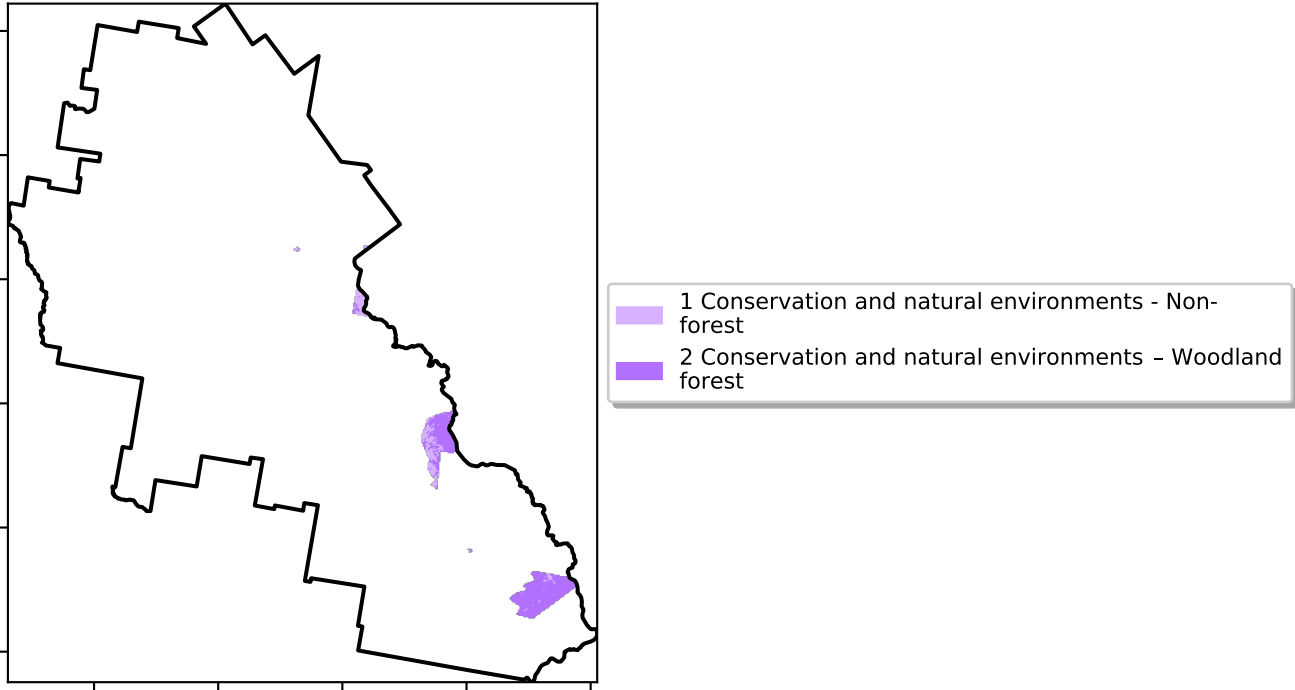 1 Conservation and natural environments - Non-
forest
2 Conservation and natural environments – Woodland
forest